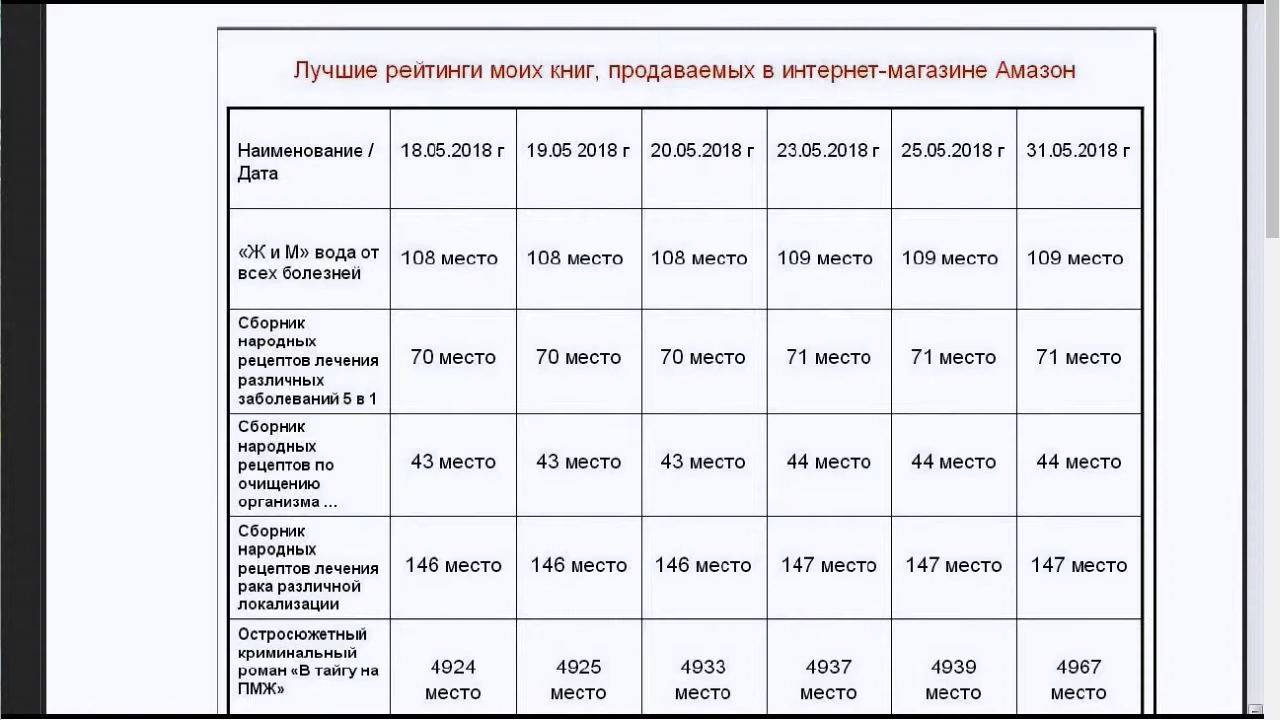 Лучшие рейтинги моих книг, продаваемых в интернет-магазине Амазон
Наименование /
Дата
18.05.2018 г
19.05 2018 г
20.05.2018 г
23.05.2018 г
25.05.2018 г
31.05.2018 г
«Ж и М» вода от
всех болезней
108 место
108 место
108 место
109 место
109 место
109 место
Сборник
народных
рецептов лечения
различных
заболеваний 5 в 1
70 место
70 место
70 место
71 место
71 место
71 место
Сборник
народных
рецептов по
очищению
организма ...
43 место
43 место
43 место
44 место
44 место
44 место
Сборник
народных
рецептов лечения
рака различной
локализации
146 место
146 место
146 место
147 место
147 место
147 место
Остросюжетный
криминальный
роман «В тайгу на
ПМЖ»
4924
место
4925
место
4933
место
4937
место
4939
место
4967
место